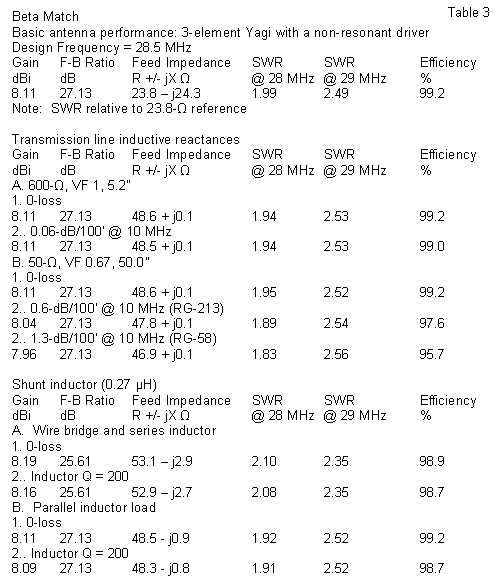 Beta Match Table 3
Basic antenna performance: 3-element Yagi with a non-resonant driver
Design Frequency = 28.5 MHz
Gain F-B Ratio Feed Impedance SWR SWR Efficiency
dBi dB R +/- jX Ω @ 28 MHz @ 29 MHz %
8.11 27.13 23.8 – j24.3 1.99 2.49 99.2
Note: SWR relative to 23.8-Ω reference
Transmission line inductive reactances
Gain F-B Ratio Feed Impedance SWR SWR Efficiency
dBi dB R +/- jX Ω @ 28 MHz @ 29 MHz %
A. 600-Ω, VF 1, 5.2"
1. 0-loss
8.11 27.13 48.6 + j0.1 1.94 2.53 99.2
2.. 0.06-dB/100' @ 10 MHz
8.11 27.13 48.5 + j0.1 1.94 2.53 99.0
B. 50-Ω, VF 0.67, 50.0"
1. 0-loss
8.11 27.13 48.6 + j0.1 1.95 2.52 99.2
2.. 0.6-dB/100' @ 10 MHz (RG-213)
8.04 27.13 47.8 + j0.1 1.89 2.54 97.6
2.. 1.3-dB/100' @ 10 MHz (RG-58)
7.96 27.13 46.9 + j0.1 1.83 2.56 95.7
Shunt inductor (0.27 μH)
Gain F-B Ratio Feed Impedance SWR SWR Efficiency
dBi dB R +/- jX Ω @ 28 MHz @ 29 MHz %
A. Wire bridge and series inductor
1. 0-loss
8.19 25.61 53.1 – j2.9 2.10 2.35 98.9
2.. Inductor Q = 200
8.16 25.61 52.9 – j2.7 2.08 2.35 98.7
B. Parallel inductor load
1. 0-loss
8.11 27.13 48.5 - j0.9 1.92 2.52 99.2
2.. Inductor Q = 200
8.09 27.13 48.3 - j0.8 1.91 2.52 98.7